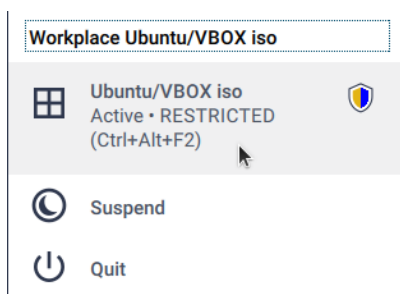 Workplace Ubuntu/VBOX iso
Ubuntu/VBOX iso
Active • RESTRICTED
(Ctrl+Alt+F2)
Suspend
Quit